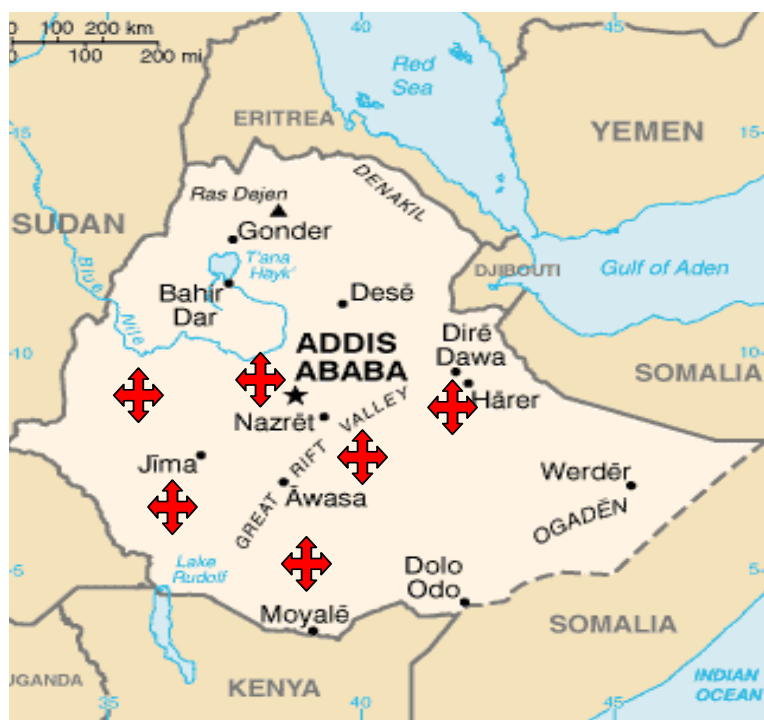 0 100 200 km
0 100 200 mi
40
45
Red
Sea
ERITREA
YEMEN
15
15
DENAKIL
Ras Dejen
SUDAN
Gonder
T'ana
Hayk'
DJIBOUTI
Gulf of Aden
Blue
Nile
Bahir
Dar
Desē
10
ADDIS
ABABA
Dirē
Dawa
10
SOMALIA
Hārer
Nazrēt
GREAT RIFT VALLEY
Jīma
Āwasa
Werdēr
OGADĒN
Lake
Rudolf
5
Dolo
Odo
5
Moyalē
SOMALIA
UGANDA
35
KENYA
40
45
INDIAN
OCEAN